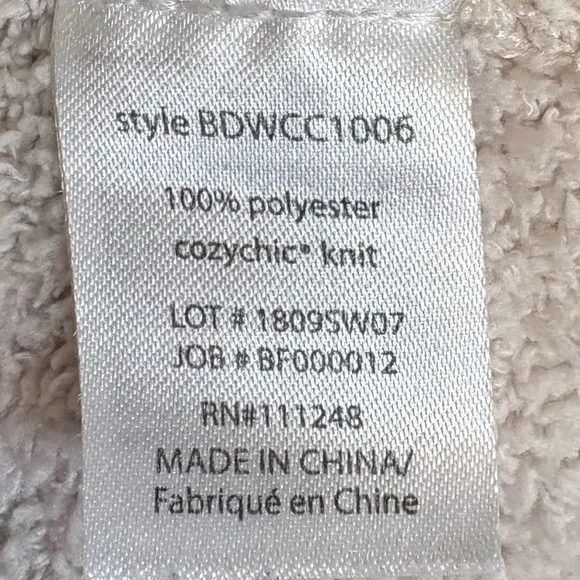 style BDWCC1006
100% polyester
cozychic® knit
LOT # 18095W07
JOB # BF000012
RN#111248
MADE IN CHINA/
Fabriqué en Chine